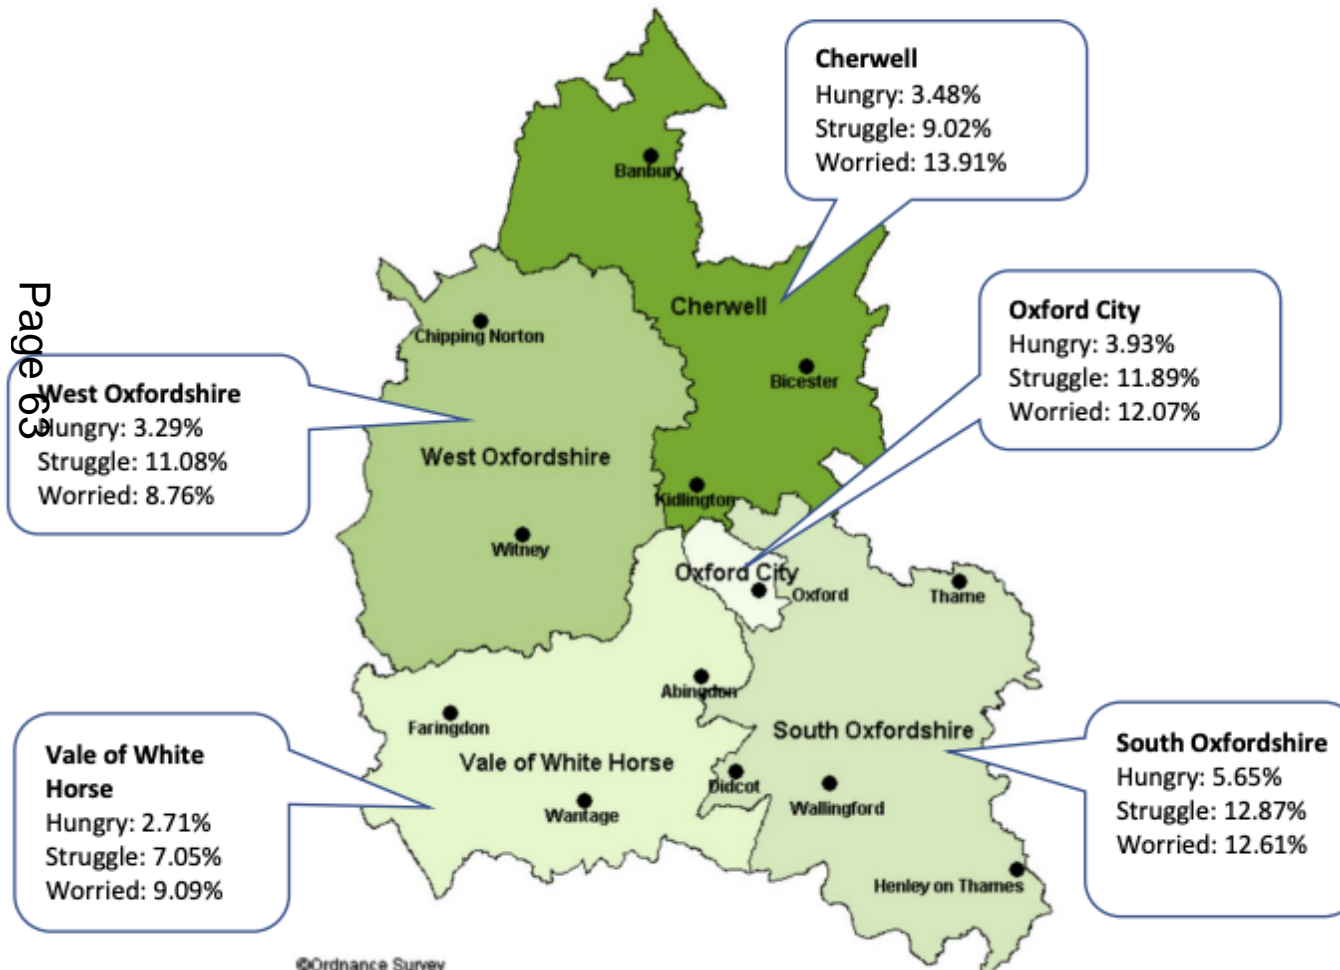 Cherwell
Hungry: 3.48%
Struggle: 9.02%
Worried: 13.91%
Banbury
Cherwell
Oxford City
Hungry: 3.93%
Struggle: 11.89%
Worried: 12.07%
Page 63
Chipping Norton
Bicester
West Oxfordshire
Hungry: 3.29%
Struggle: 11.08%
Worried: 8.76%
West Oxfordshire
Kidlington
Witney
Oxford City
Oxford
Thame
Abingdon
Faringdon
South Oxfordshire
Vale of White Horse
Didcot
Wallingford
Wantage
Henley on Thames
Vale of White
Horse
Hungry: 2.71%
Struggle: 7.05%
Worried: 9.09%
South Oxfordshire
Hungry: 5.65%
Struggle: 12.87%
Worried: 12.61%
©Ordnance Survey